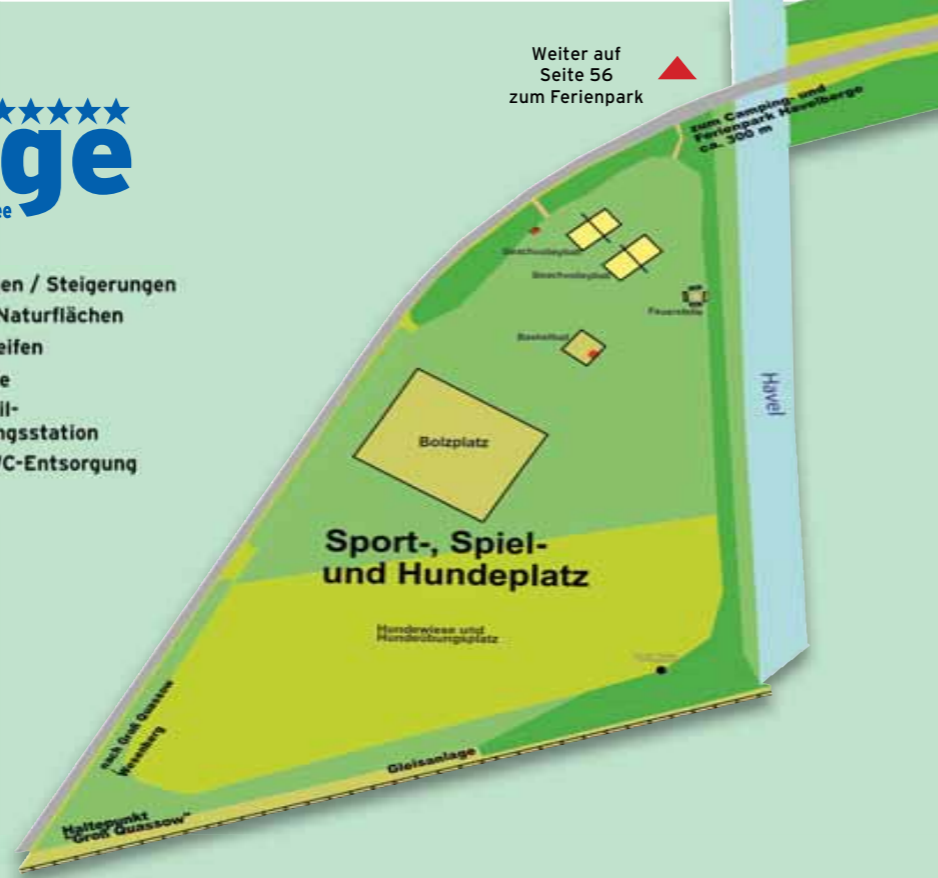 Weiter auf
Seite 56
zum Ferienpark
ge
ee
en / Steigerungen
Naturflächen
eifen
e
il-
ngsstation
C-Entsorgung
zum Camping- und
Ferienpark Havelberge
ca. 300 m
Beachvolleyball
Beachvolleyball
Feuerstelle
Basketball
Havel
Bolzplatz
Sport-, Spiel-
und Hundeplatz
Hundewiese und
Hundeübungsplatz
nach Groß Quassow
Wesenberg
Gleisanlage
Haltepunkt
"Groß Quassow"